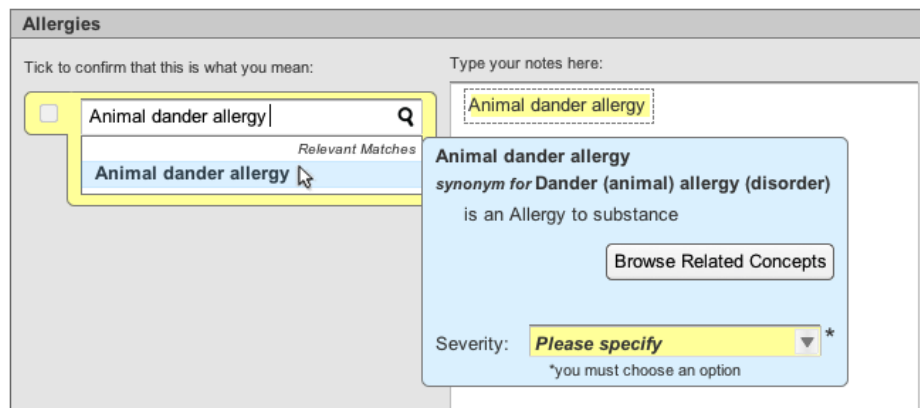 Allergies
Tick to confirm that this is what you mean:
Animal dander allergy
Relevant Matches
Animal dander allergy
Type your notes here:
Animal dander allergy
Animal dander allergy
synonym for Dander (animal) allergy (disorder)
is an Allergy to substance
Browse Related Concepts
Severity: Please specify *
*you must choose an option